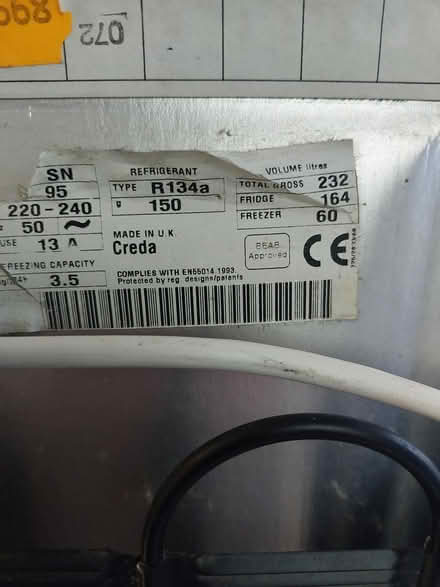 668
072
SN
95
220-240
50 ~
USE 13 A
FREEZING CAPACITY
3.5
REFRIGERANT
TYPE R134a
g 150
MADE IN U.K.
Creda
COMPLIES WITH EN55014 1993.
Protected by reg designs/patents
VOLUME litres
TOTAL GROSS 232
FRIDGE 164
FREEZER 60
BEAB
Approved
CE